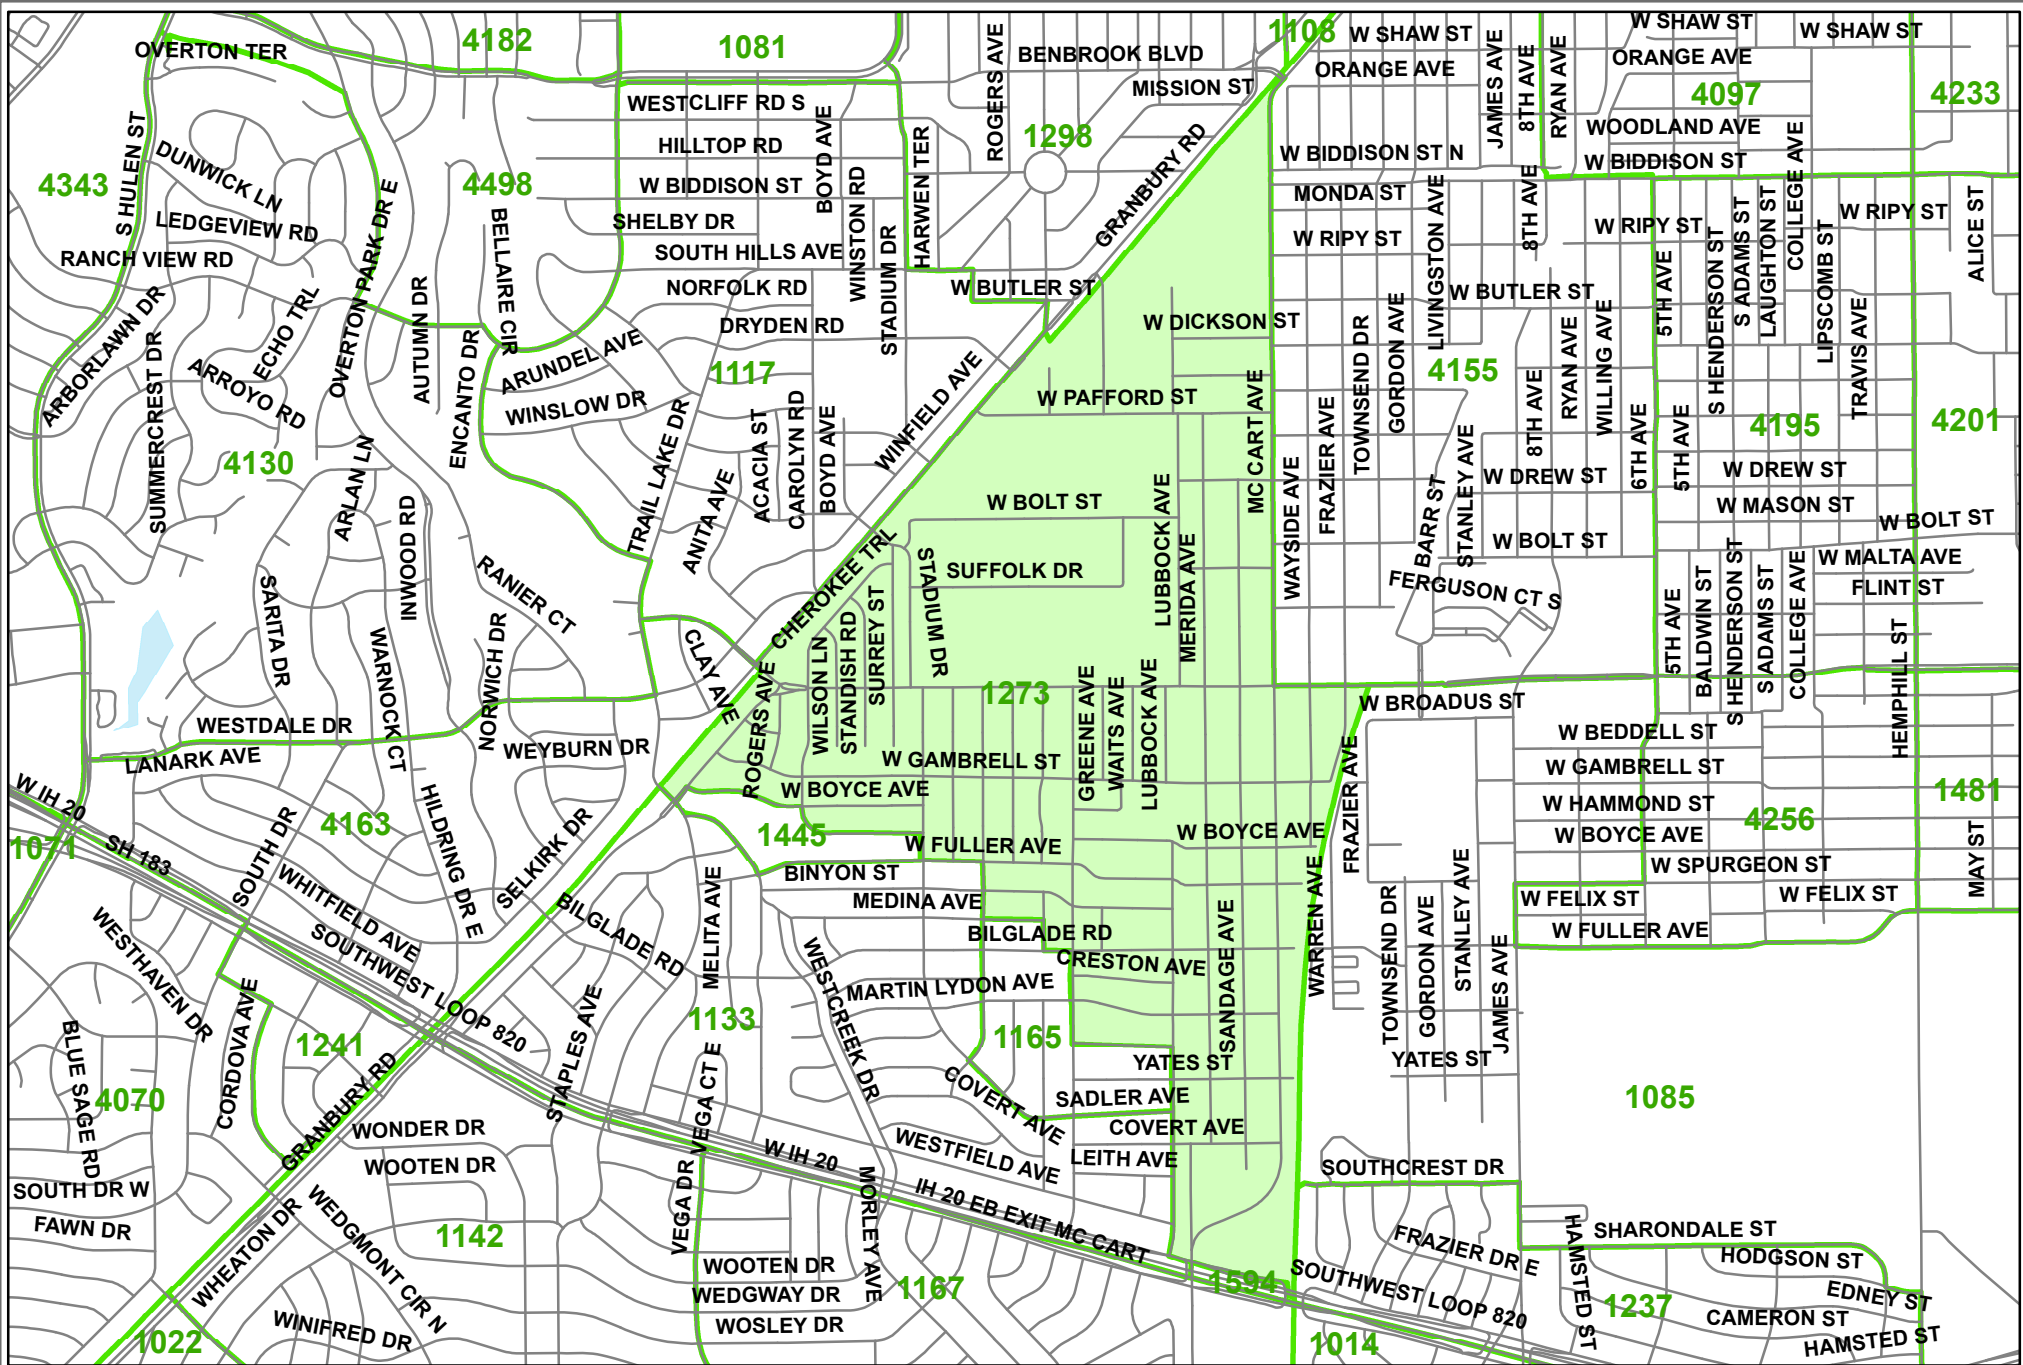 OVERTON TER
4182
1081
ROGERS AVE
BENBROOK BLVD
MISSION ST
1108
W SHAW ST
ORANGE AVE
JAMES AVE
8TH AVE
RYAN AVE
W SHAW ST
ORANGE AVE
W SHAW ST
4097
4233
WESTCLIFF RD S
HILLTOP RD
BOYD AVE
W BIDDISON ST
WINSTON RD
HARWEN TER
1298
GRANBURY RD
W BIDDISON ST N
WOODLAND AVE
W BIDDISON ST
COLLEGE AVE
4343
S HULEN ST
DUNWICK LN
LEDGEVIEW RD
RANCH VIEW RD
OVERTON PARK DR E
4498
BELLAIRE CIR
SHELBY DR
SOUTH HILLS AVE
STADIUM DR
NORFOLK RD
DRYDEN RD
W BUTLER ST
MONDA ST
W RIPY ST
LIVINGSTON AVE
8TH AVE
W RIPY ST
S HENDERSON ST
S ADAMS ST
LAUGHTON ST
LIPSCOMB ST
W RIPY ST
ALICE ST
ARBORLAWN DR
SUMMERCREST DR
ECHO TRL
ARROYO RD
AUTUMN DR
ENCANTO DR
ARUNDEL AVE
WINSLOW DR
1117
WINFIELD AVE
W DICKSON ST
W PAFFORD ST
MC CART AVE
TOWNSEND DR
GORDON AVE
W BUTLER ST
4155
RYAN AVE
WILLING AVE
5TH AVE
TRAVIS AVE
4195
4201
4130
ARLAN LN
INWOOD RD
TRAIL LAKE DR
ANITA AVE
ACACIA ST
CAROLYN RD
BOYD AVE
W BOLT ST
LUBBOCK AVE
MERIDA AVE
WAYSIDE AVE
FRAZIER AVE
BARR ST
STANLEY AVE
8TH AVE
W DREW ST
6TH AVE
5TH AVE
W DREW ST
W MASON ST
W BOLT ST
W BOLT ST
W MALTA AVE
FLINT ST
SARITA DR
WARNOCK CT
RANIER CT
NORWICH DR
CHEROKEE TRL
CLAY AVE
ROGERS AVE
WILSON LN
STANDISH RD
SURREY ST
STADIUM DR
SUFFOLK DR
1273
GREENE AVE
WAITS AVE
LUBBOCK AVE
FERGUSON CT S
5TH AVE
BALDWIN ST
S HENDERSON ST
S ADAMS ST
COLLEGE AVE
HEMPHILL ST
WESTDALE DR
LANARK AVE
WEYBURN DR
W GAMBRELL ST
W BOYCE AVE
W BROADUS ST
W BEDDELL ST
W GAMBRELL ST
W HAMMOND ST
W BOYCE AVE
W SPURGEON ST
4256
1481
W IH 20
SH 183
1071
4163
SOUTH DR
WHITFIELD AVE
HILDRING DR E
SELKIRK DR
1445
W FULLER AVE
BINYON ST
MEDINA AVE
W BOYCE AVE
FRAZIER AVE
WARREN AVE
W FELIX ST
W FELIX ST
W FULLER AVE
MAY ST
WESTHAVEN DR
SOUTHWEST LOOP 820
BILGLADE RD
MELITA AVE
WESTCREEK DR
BILGLADE RD
CRESTON AVE
MARTIN LYDON AVE
SANDAGE AVE
TOWNSEND DR
GORDON AVE
STANLEY AVE
JAMES AVE
BLUE SAGE RD
4070
CORDOVA AVE
1241
GRANBURY RD
STAPLES AVE
1133
VEGA CT E
1165
COVERT AVE
YATES ST
SADLER AVE
COVERT AVE
LEITH AVE
YATES ST
1085
SOUTH DR W
FAWN DR
WONDER DR
WOOTEN DR
1142
WHEATON DR
WEDGMONT CIR N
WINIFRED DR
1022
VEGA DR
W IH 20
WESTFIELD AVE
IH 20 EB EXIT MC CART
MORLEY AVE
WOOTEN DR
WEDGWAY DR
WOSLEY DR
1167
1594
SOUTHCREST DR
FRAZIER DR E
SOUTHWEST LOOP 820
1014
HAMSTED ST
SHARONDALE ST
HODGSON ST
1237
EDNEY ST
CAMERON ST
HAMSTED ST